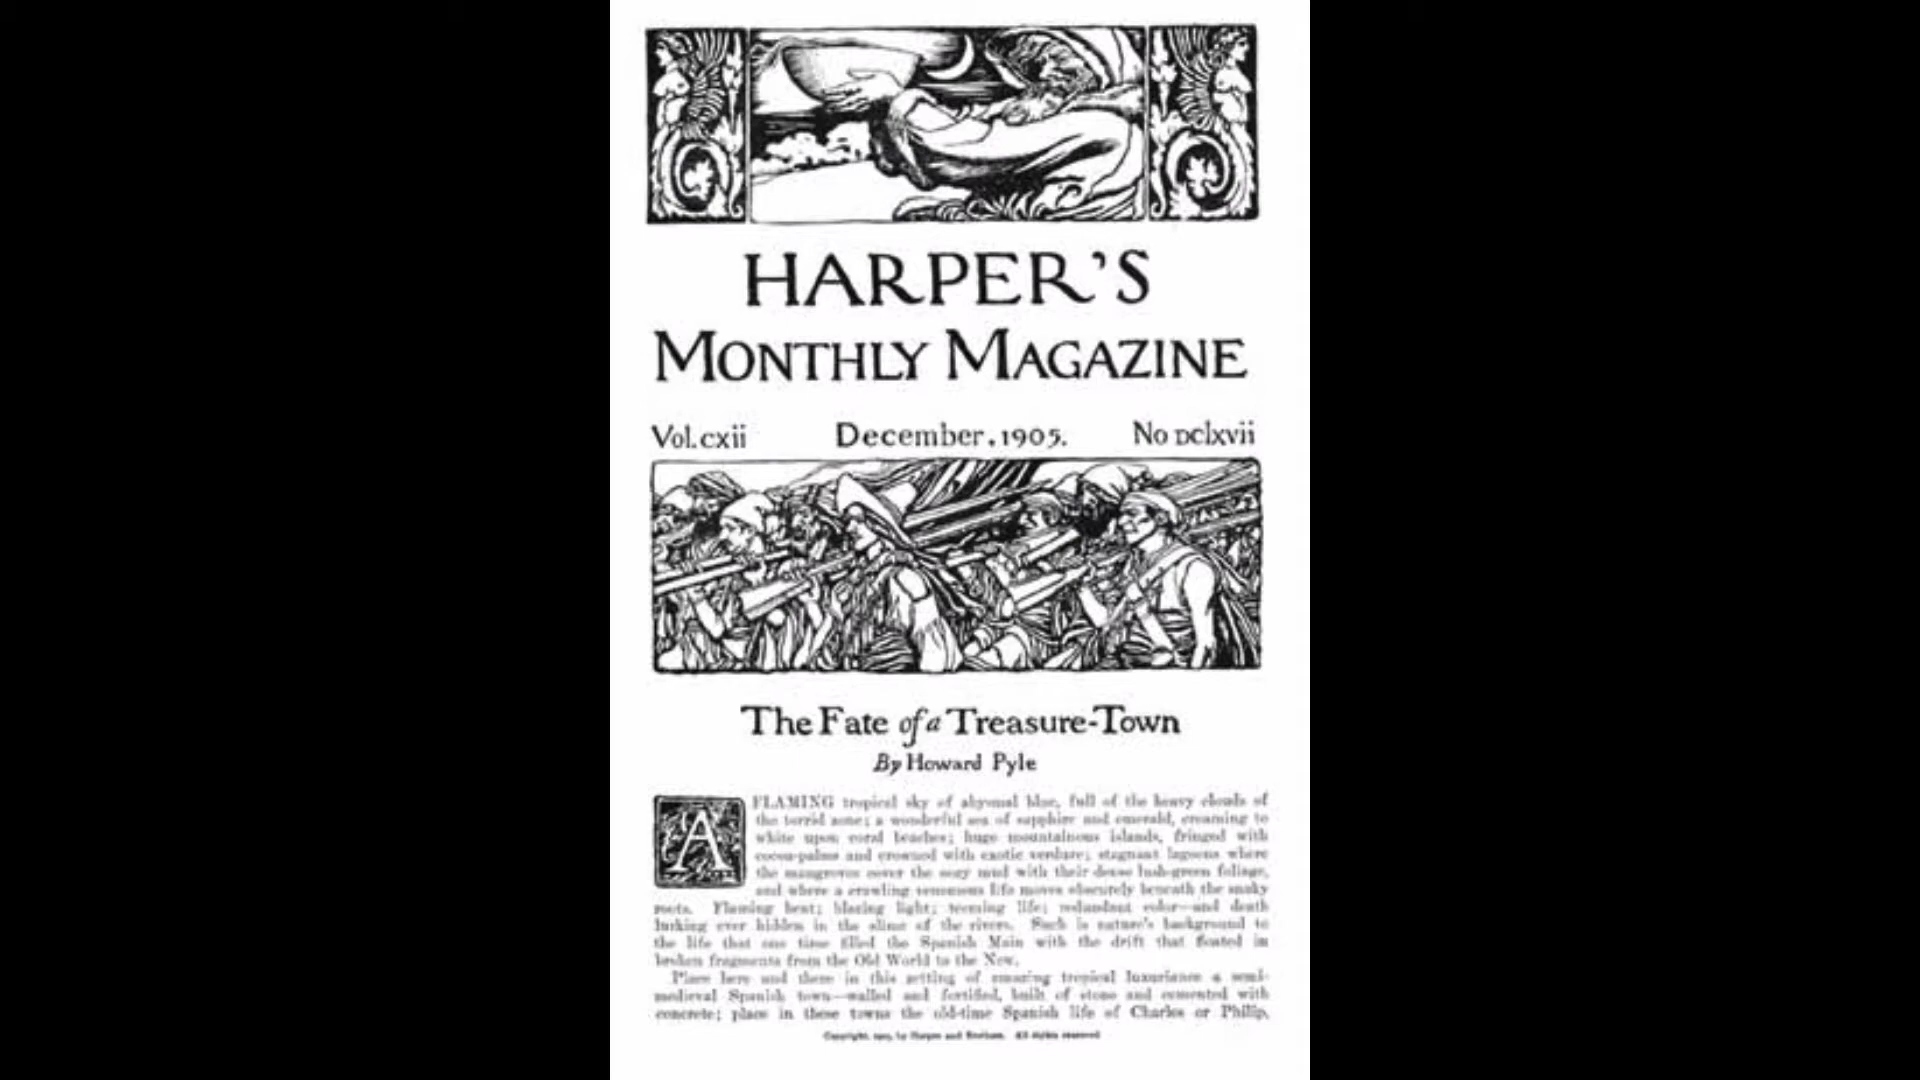 HARPER'S
MONTHLY MAGAZINE
Vol. cxii December, 1905. No DClxvii
The Fate of a Treasure-Town
By Howard Pyle
A FLAMING tropical sky of abysmal blue, full of the heavy clouds of
the torrid zone; a wonderful sea of sapphire and emerald, creaming to
white upon coral beaches; huge mountainous islands, fringed with
cocoa-palms and crowned with exotic verdure; stagnant lagoons where
the mangroves cover the oozy mud with their dense lush-green foliage,
and where a crawling venomous life moves obscurely beneath the snaky
roots. Flaming heat; blazing light; teeming life; redundant color—and death
lurking ever hidden in the slime of the rivers. Such is nature's background to
the life that one time filled the Spanish Main with the drift that floated in
broken fragments from the Old World to the New.
Place here and there in this setting of amazing tropical luxuriance a semi-
medieval Spanish town—walled and fortified, built of stone and cemented with
concrete; place in these towns the old-time Spanish life of Charles or Philip,
Copyright, 1905, by Harper and Brothers. All rights reserved